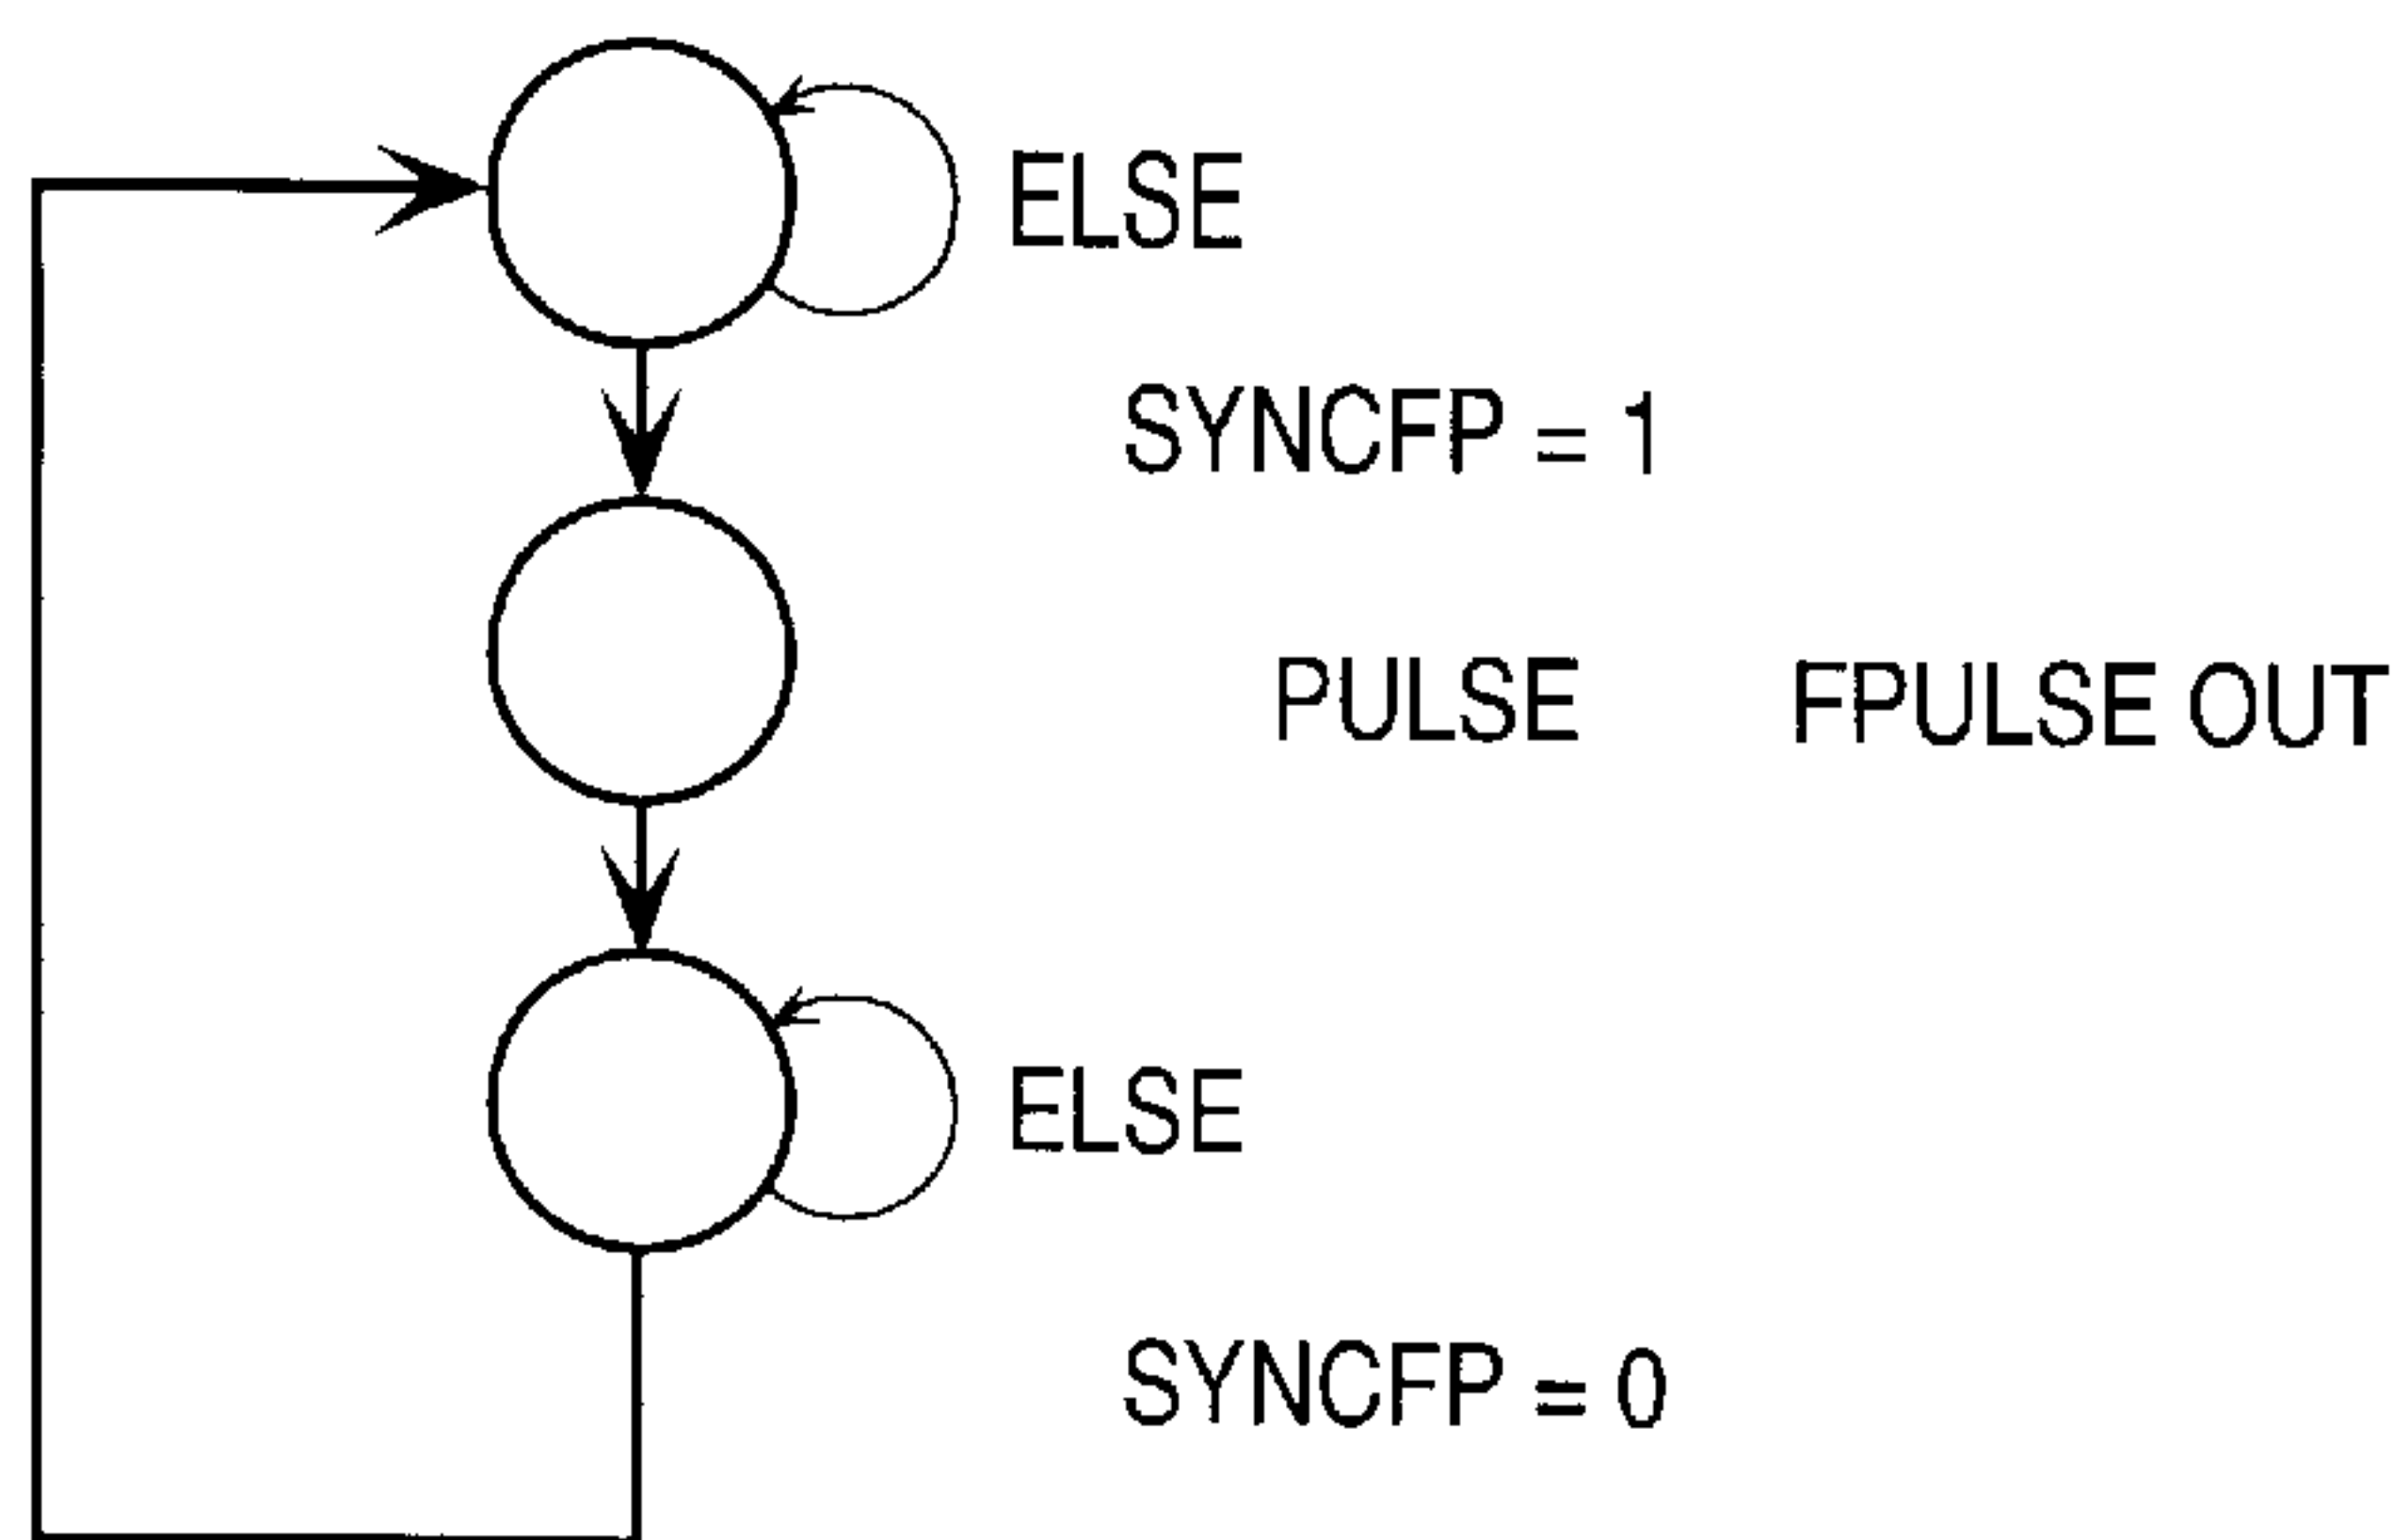 ELSE
SYNCFP = 1
PULSE FPULSE OUT
ELSE
SYNCFP = 0